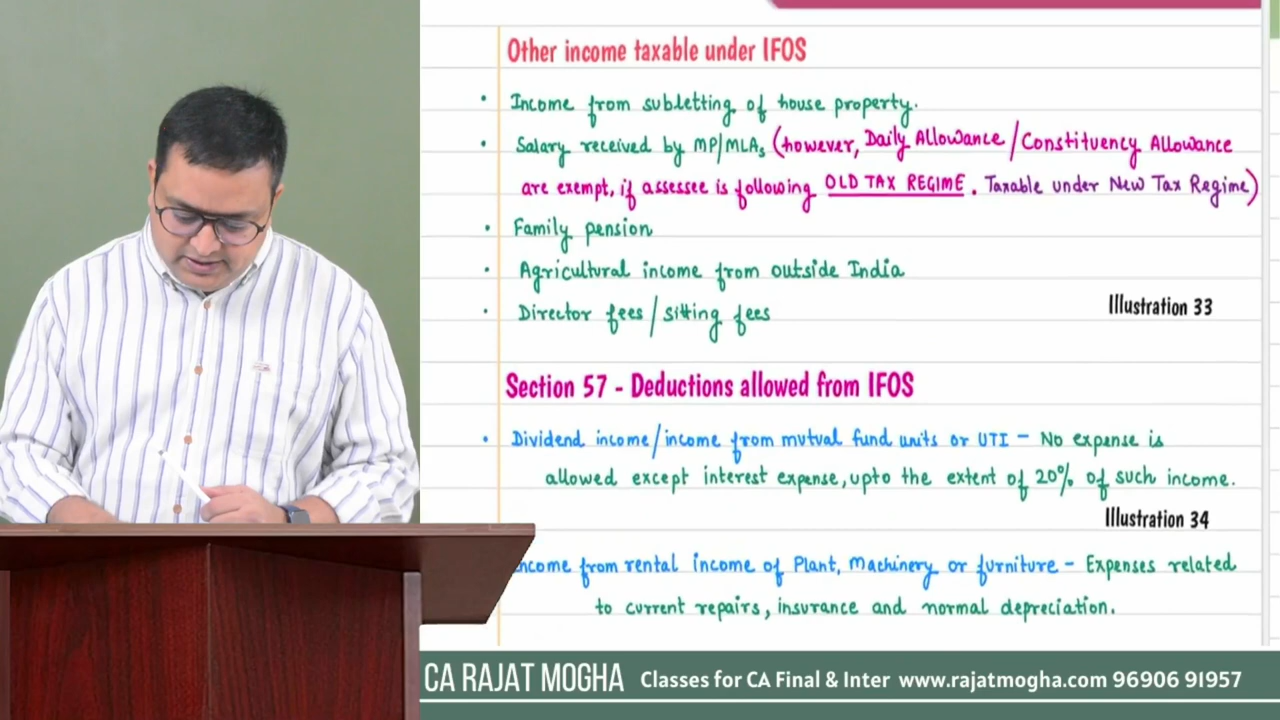 Other income taxable under IFOS
• Income from subletting of house property.
• Salary received by MP/MLAs (however, Daily Allowance / Constituency Allowance
are exempt, if assessee is following OLD TAX REGIME. Taxable under New Tax Regime)
• Family pension
• Agricultural income from outside India
• Director fees / sitting fees
Illustration 33
Section 57 - Deductions allowed from IFOS
• Dividend income/income from mutual fund units or UTI - No expense is
allowed except interest expense, upto the extent of 20% of such income.
Illustration 34
ncome from rental income of Plant, Machinery or furniture - Expenses related
to current repairs, insurance and normal depreciation.
CA RAJAT MOGHA Classes for CA Final & Inter www.rajatmogha.com 96906 91957